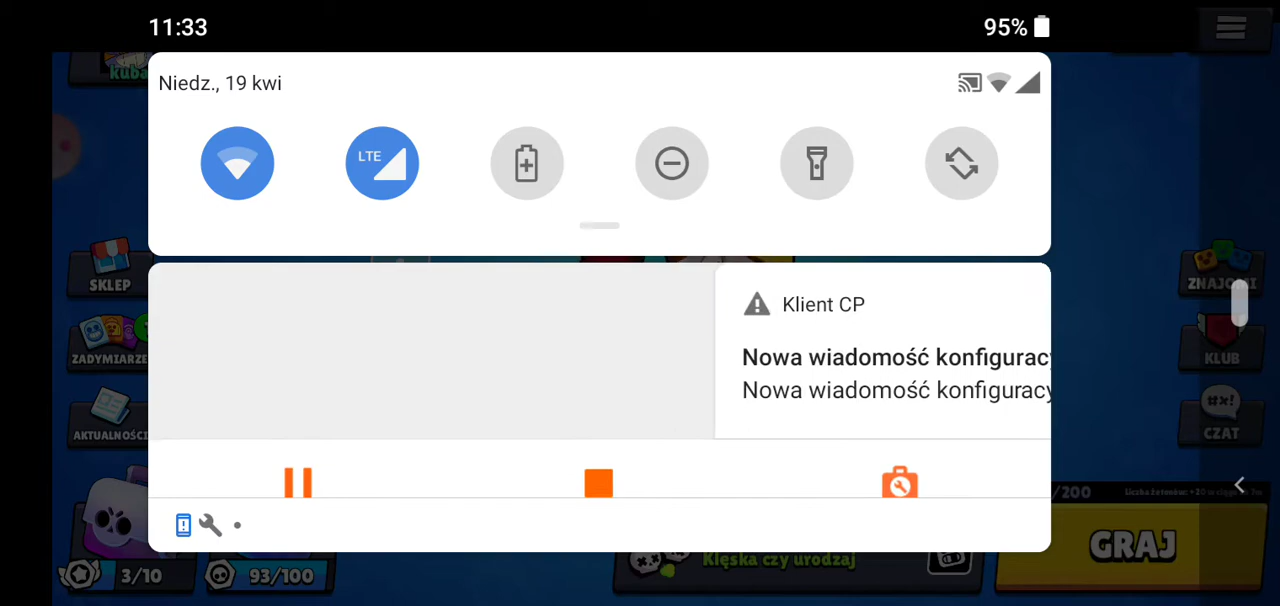 11:33
95%
Niedz., 19 kwi
LTE
Klient CP
Nowa wiadomość konfiguracy
Nowa wiadomość konfiguracy
kuba
SKLEP
ZADYMIARZE
AKTUALNOŚCI
ZNAJOMI
KLUB
#x!
CZAT
/200
3/10
93/100
Klęska czy urodzaj
GRAJ